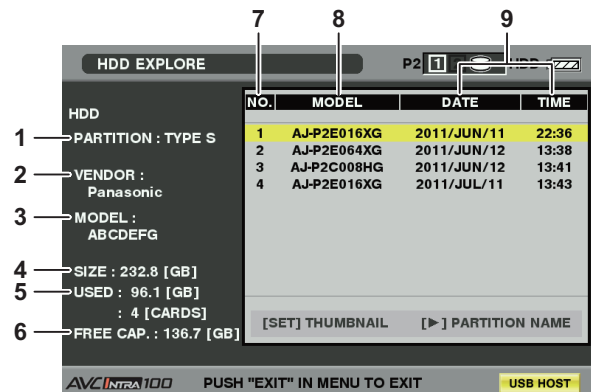 7 8 9
HDD EXPLORE P2 1 HDD
NO. MODEL DATE TIME
HDD
1 AJ-P2E016XG 2011/JUN/11 22:36
1 PARTITION : TYPE S
2 AJ-P2E064XG 2011/JUN/12 13:38
3 AJ-P2C008HG 2011/JUN/12 13:41
2 VENDOR :
4 AJ-P2E016XG 2011/JUL/11 13:43
Panasonic
3 MODEL :
ABCDEFG
4 SIZE : 232.8 [GB]
5 USED : 96.1 [GB]
: 4 [CARDS]
[SET] THUMBNAIL [▶] PARTITION NAME
6 FREE CAP. : 136.7 [GB]
AVC INTRA 100 PUSH "EXIT" IN MENU TO EXIT USB HOST